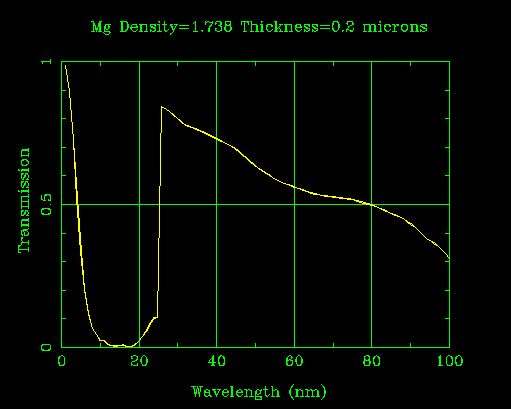 Mg Density=1.738 Thickness=0.2 microns
1
0.5
0
Transmission
0 20 40 60 80 100
Wavelength (nm)